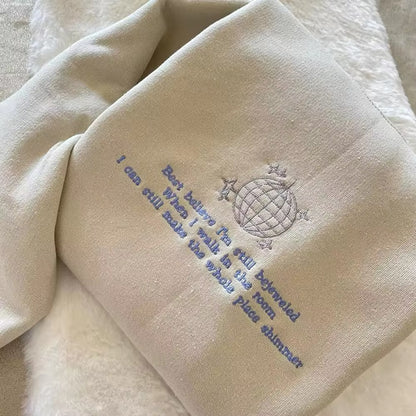 Best believe I'm still bejeweled
When I walk in the room
I can still make the whole place shimmer